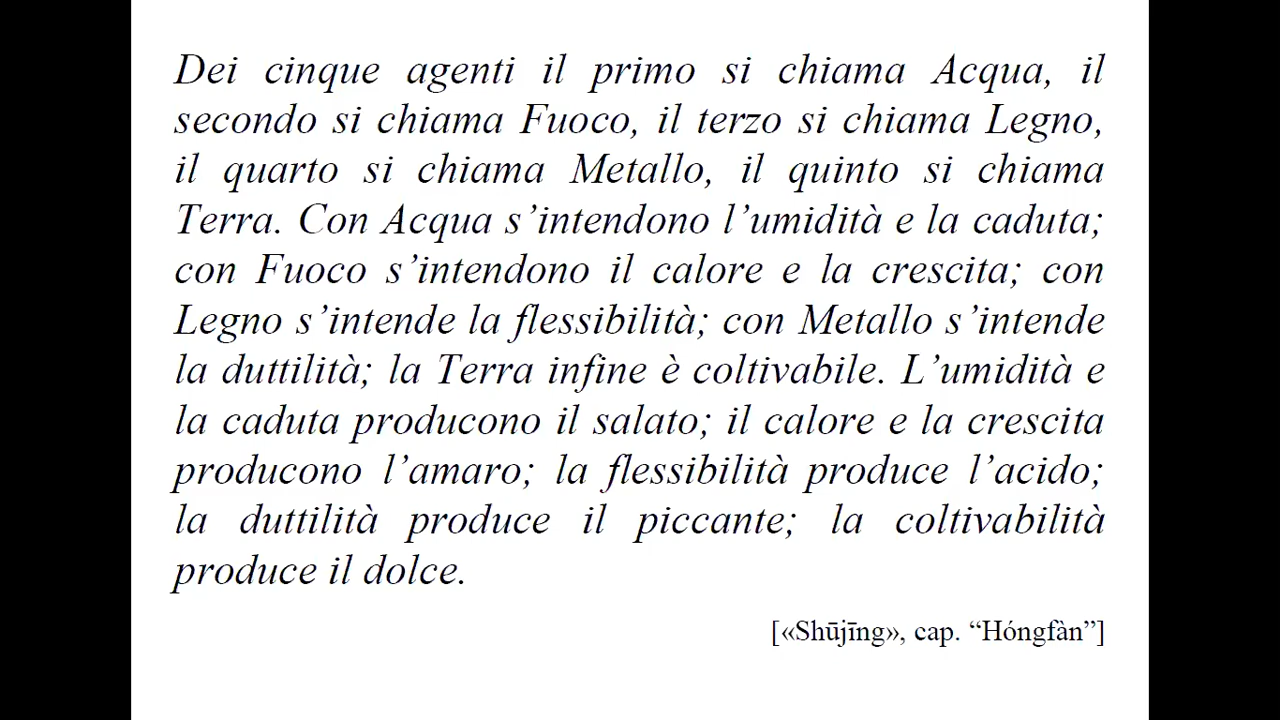 Dei cinque agenti il primo si chiama Acqua, il
secondo si chiama Fuoco, il terzo si chiama Legno,
il quarto si chiama Metallo, il quinto si chiama
Terra. Con Acqua s’intendono l’umidità e la caduta;
con Fuoco s’intendono il calore e la crescita; con
Legno s’intende la flessibilità; con Metallo s’intende
la duttilità; la Terra infine è coltivabile. L’umidità e
la caduta producono il salato; il calore e la crescita
producono l’amaro; la flessibilità produce l’acido;
la duttilità produce il piccante; la coltivabilità
produce il dolce.
[«Shūjīng», cap. “Hóngfàn”]